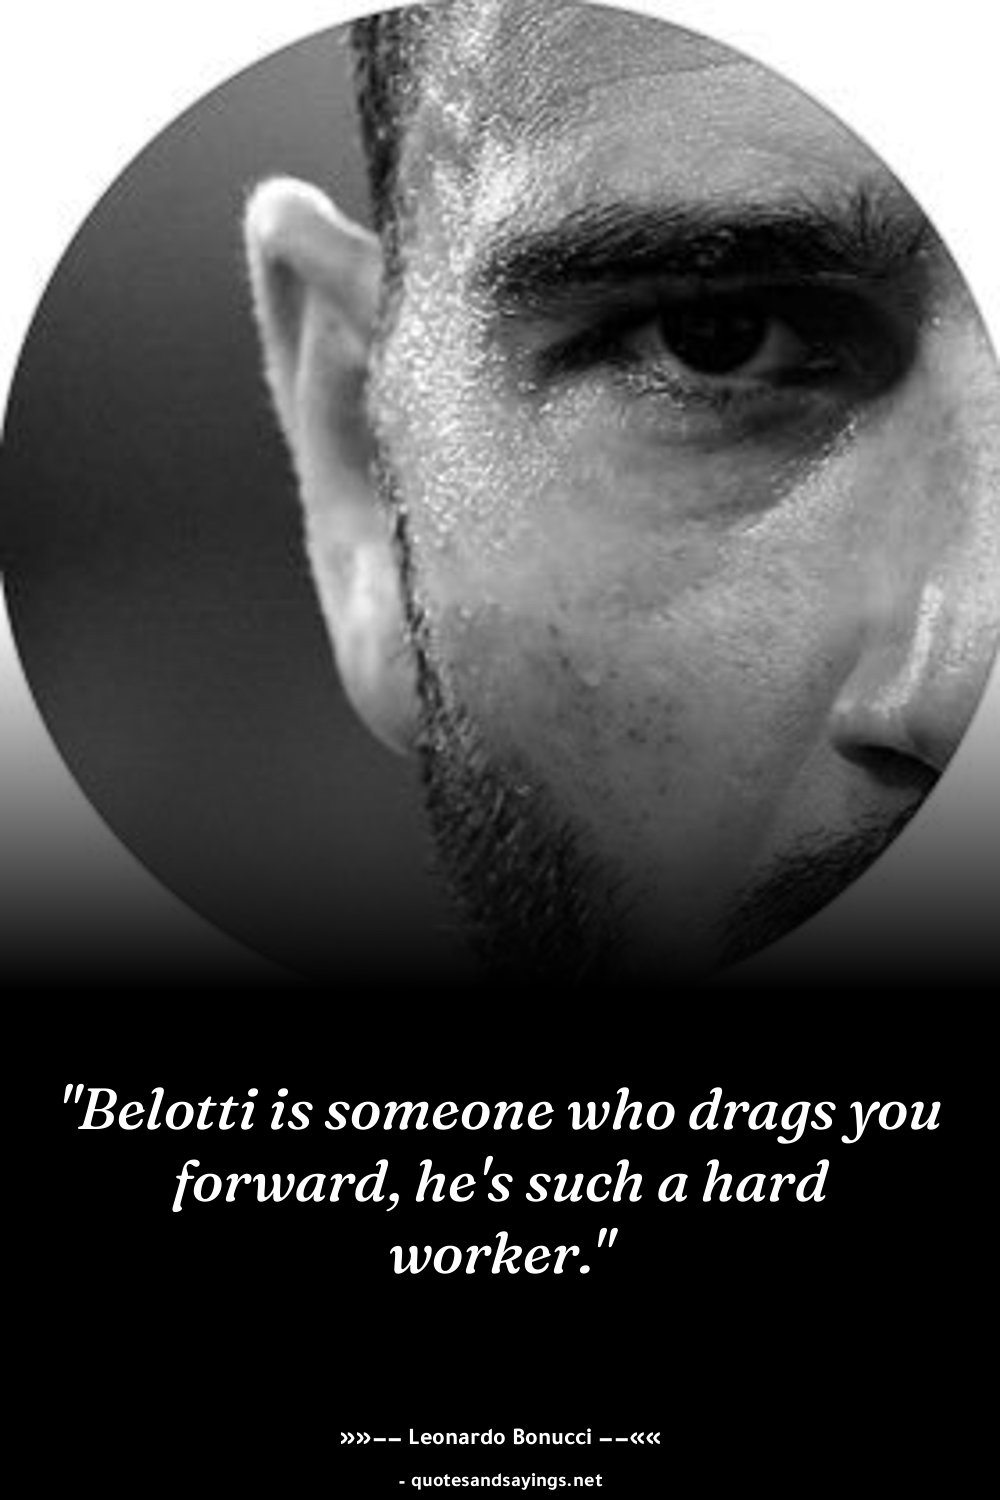 "Belotti is someone who drags you
forward, he's such a hard
worker."
»»−− Leonardo Bonucci −−««
- quotesandsayings.net